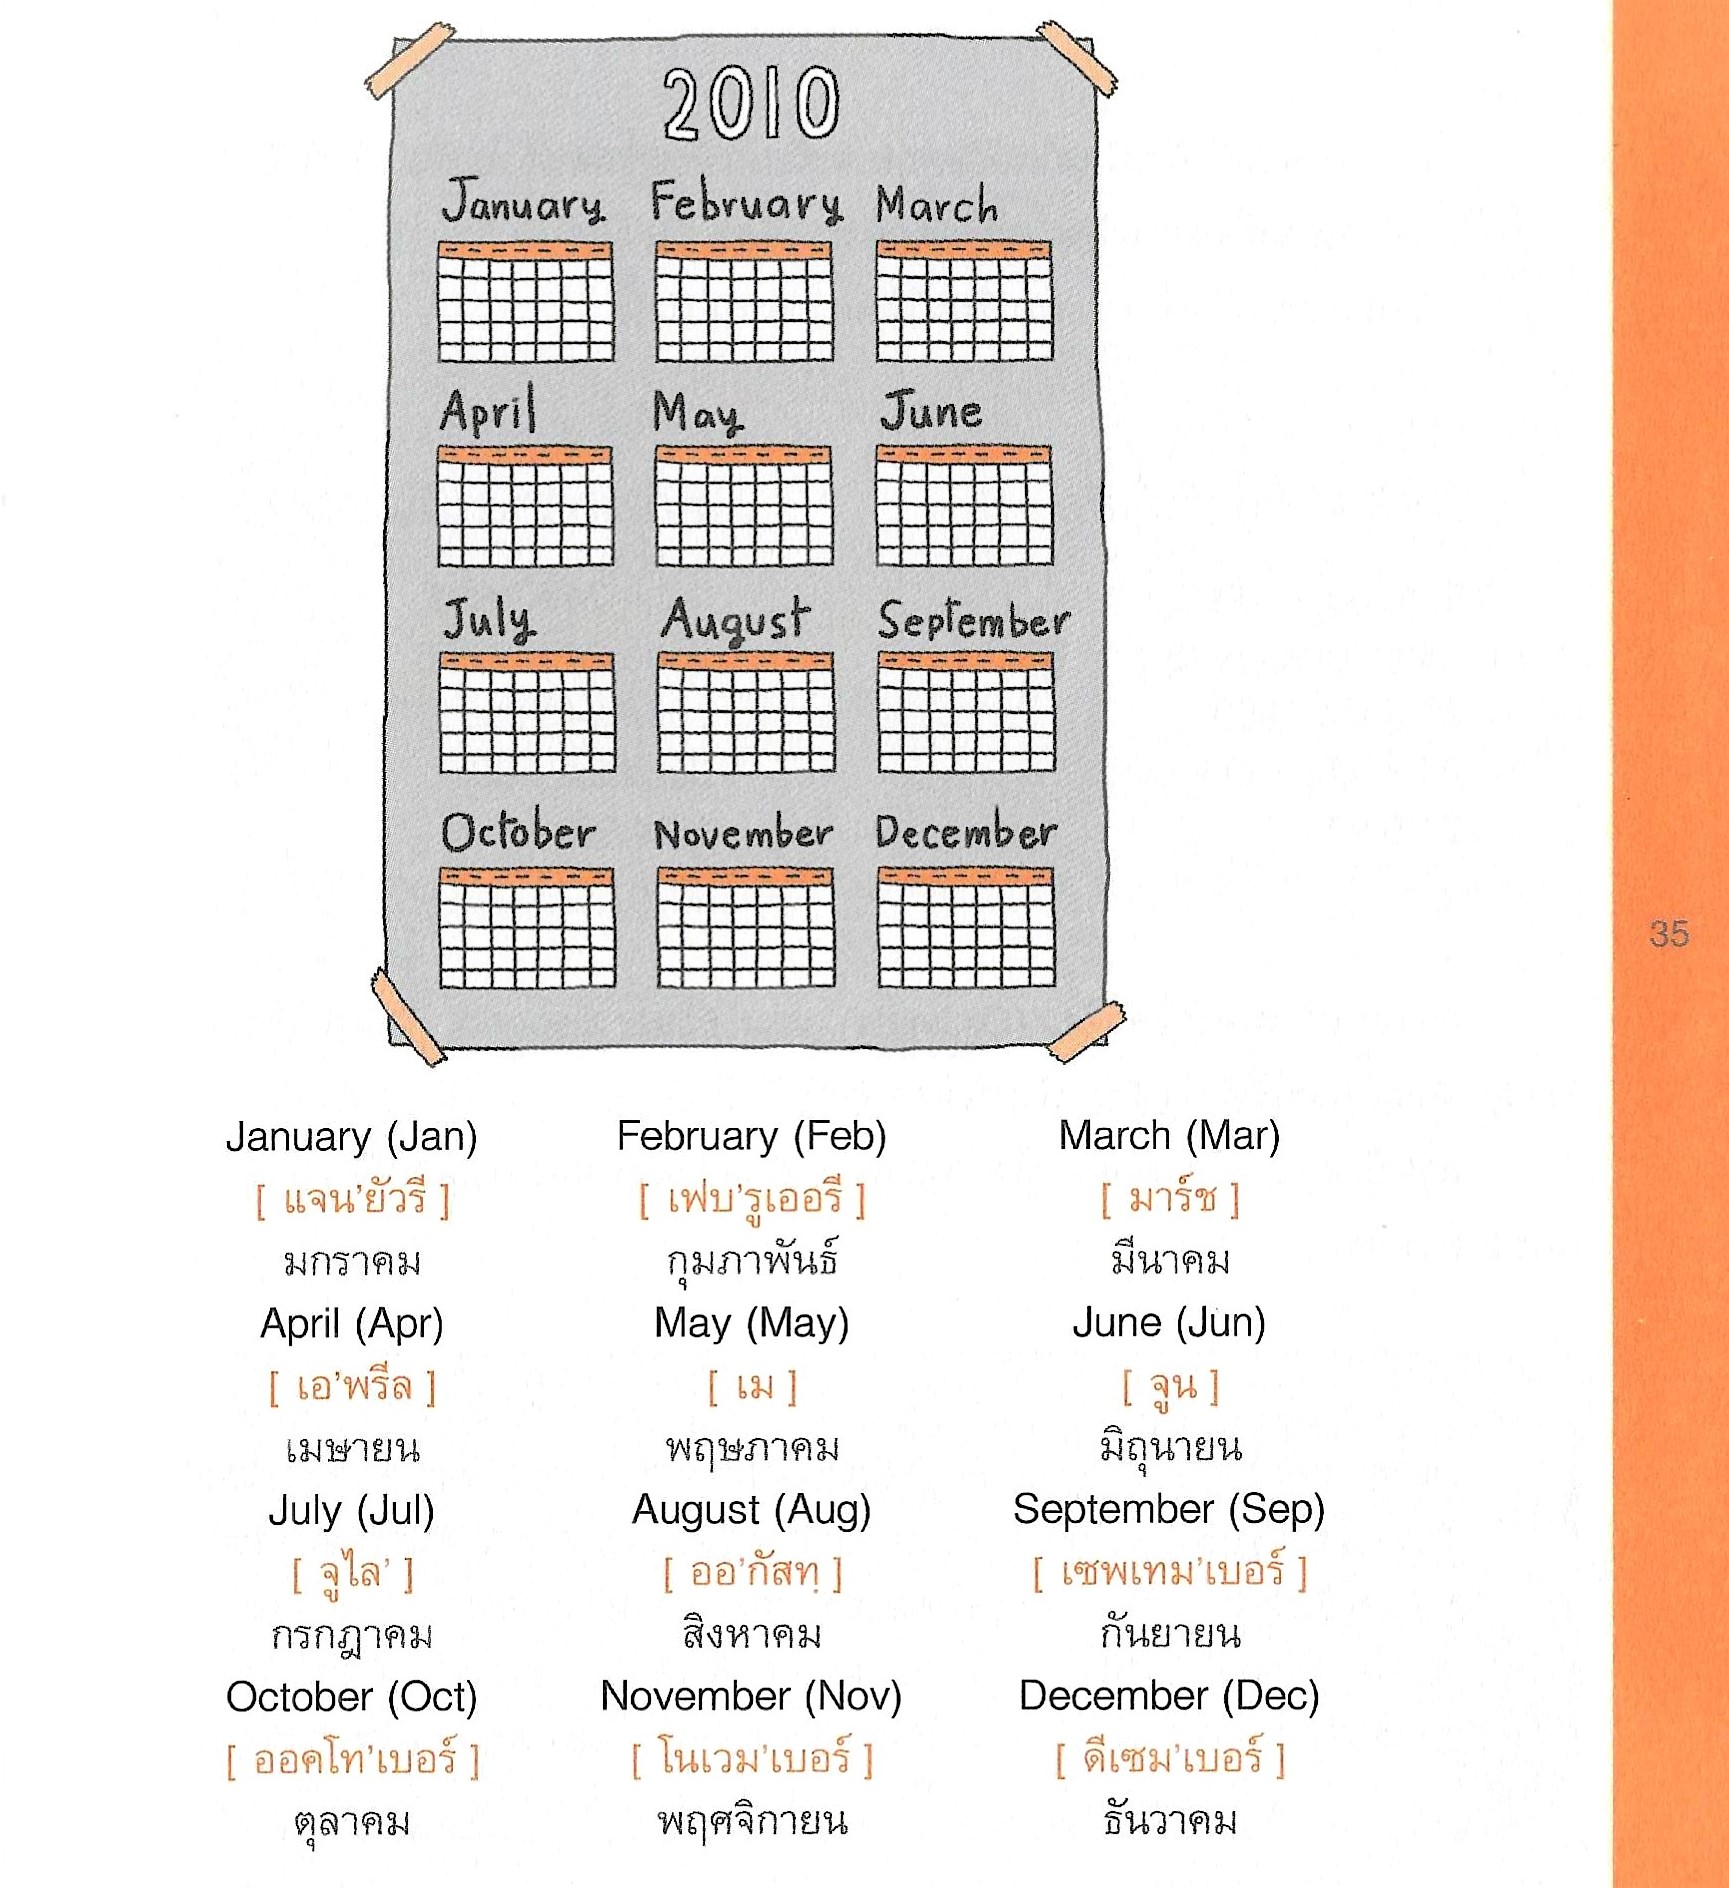 2010
January February March
April May June
July August September
October November December
35
January (Jan) February (Feb) March (Mar)
[ แจน’ยัวรี ] [ เฟบ’รูเออรี ] [ มาร์ช ]
มกราคม กุมภาพันธ์ มีนาคม
April (Apr) May (May) June (Jun)
[ เอ’พรีล ] [ เม ] [ จูน ]
เมษายน พฤษภาคม มิถุนายน
July (Jul) August (Aug) September (Sep)
[ จูไล’ ] [ ออ’กัสทฺ ] [ เซพเทม’เบอร์ ]
กรกฎาคม สิงหาคม กันยายน
October (Oct) November (Nov) December (Dec)
[ ออคโท’เบอร์ ] [ โนเวม’เบอร์ ] [ ดีเซม’เบอร์ ]
ตุลาคม พฤศจิกายน ธันวาคม